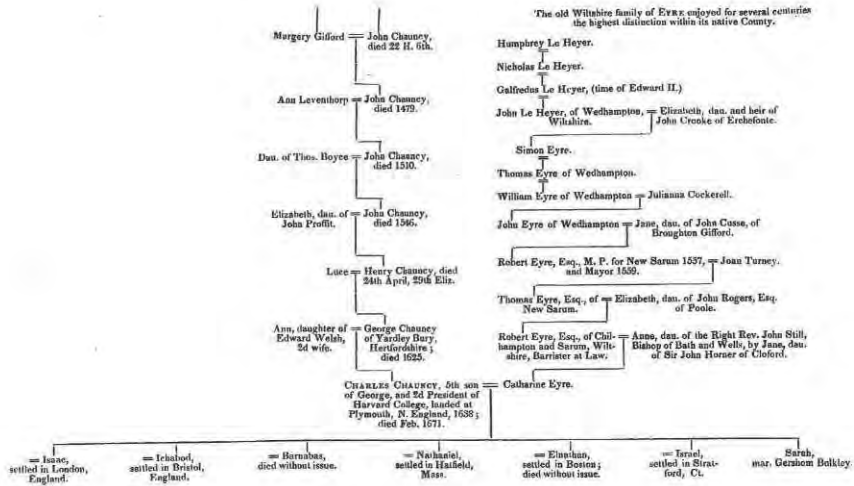 The old Wiltshire family of EYRE enjoyed for several centuries
the highest distinction within its native County.
Margery Gifford = John Chauncy,
died 22 H. 6th.
Ann Leventhorp = John Chauncy,
died 1479.
Dau. of Thos. Boyce = John Chauncy,
died 1510.
Elizabeth, dau. of = John Chauncy,
John Proffit. died 1546.
Luce = Henry Chauncy, died
24th April, 29th Eliz.
Ann, daughter of = George Chauncy
Edward Welsh, of Yardley Bury,
2d wife. Hertfordshire;
died 1625.
Humphrey Le Heyer.
Nicholas Le Heyer.
Galfredus Le Heyer, (time of Edward II.)
John Le Heyer, of Wedhampton, = Elizabeth, dau. and heir of
Wiltshire. John Crooke of Erchefonte.
Simon Eyre.
Thomas Eyre of Wedhampton.
William Eyre of Wedhampton = Julianna Cockerell.
John Eyre of Wedhampton = Jane, dau. of John Cusse, of
Broughton Gifford.
Robert Eyre, Esq., M. P. for New Sarum 1557, = Joan Turney.
and Mayor 1559.
Thomas Eyre, Esq., of = Elizabeth, dau. of John Rogers, Esq.
New Sarum. of Poole.
Robert Eyre, Esq., of Chil- = Anne, dau. of the Right Rev. John Still,
hampton and Sarum, Wilt- Bishop of Bath and Wells, by Jane, dau.
shire, Barrister at Law. of Sir John Horner of Cloford.
CHARLES CHAUNCY, 5th son = Catharine Eyre.
of George, and 2d President of
Harvard College, landed at
Plymouth, N. England, 1638;
died Feb. 1671.
= Isaac,
settled in London,
England.
= Ichabod,
settled in Bristol,
England.
= Barnabas,
died without issue.
= Nathaniel,
settled in Hatfield,
Mass.
= Elnathan,
settled in Boston;
died without issue.
= Israel,
settled in Strat-
ford, Ct.
Sarah,
mar. Gershom Bulkley.